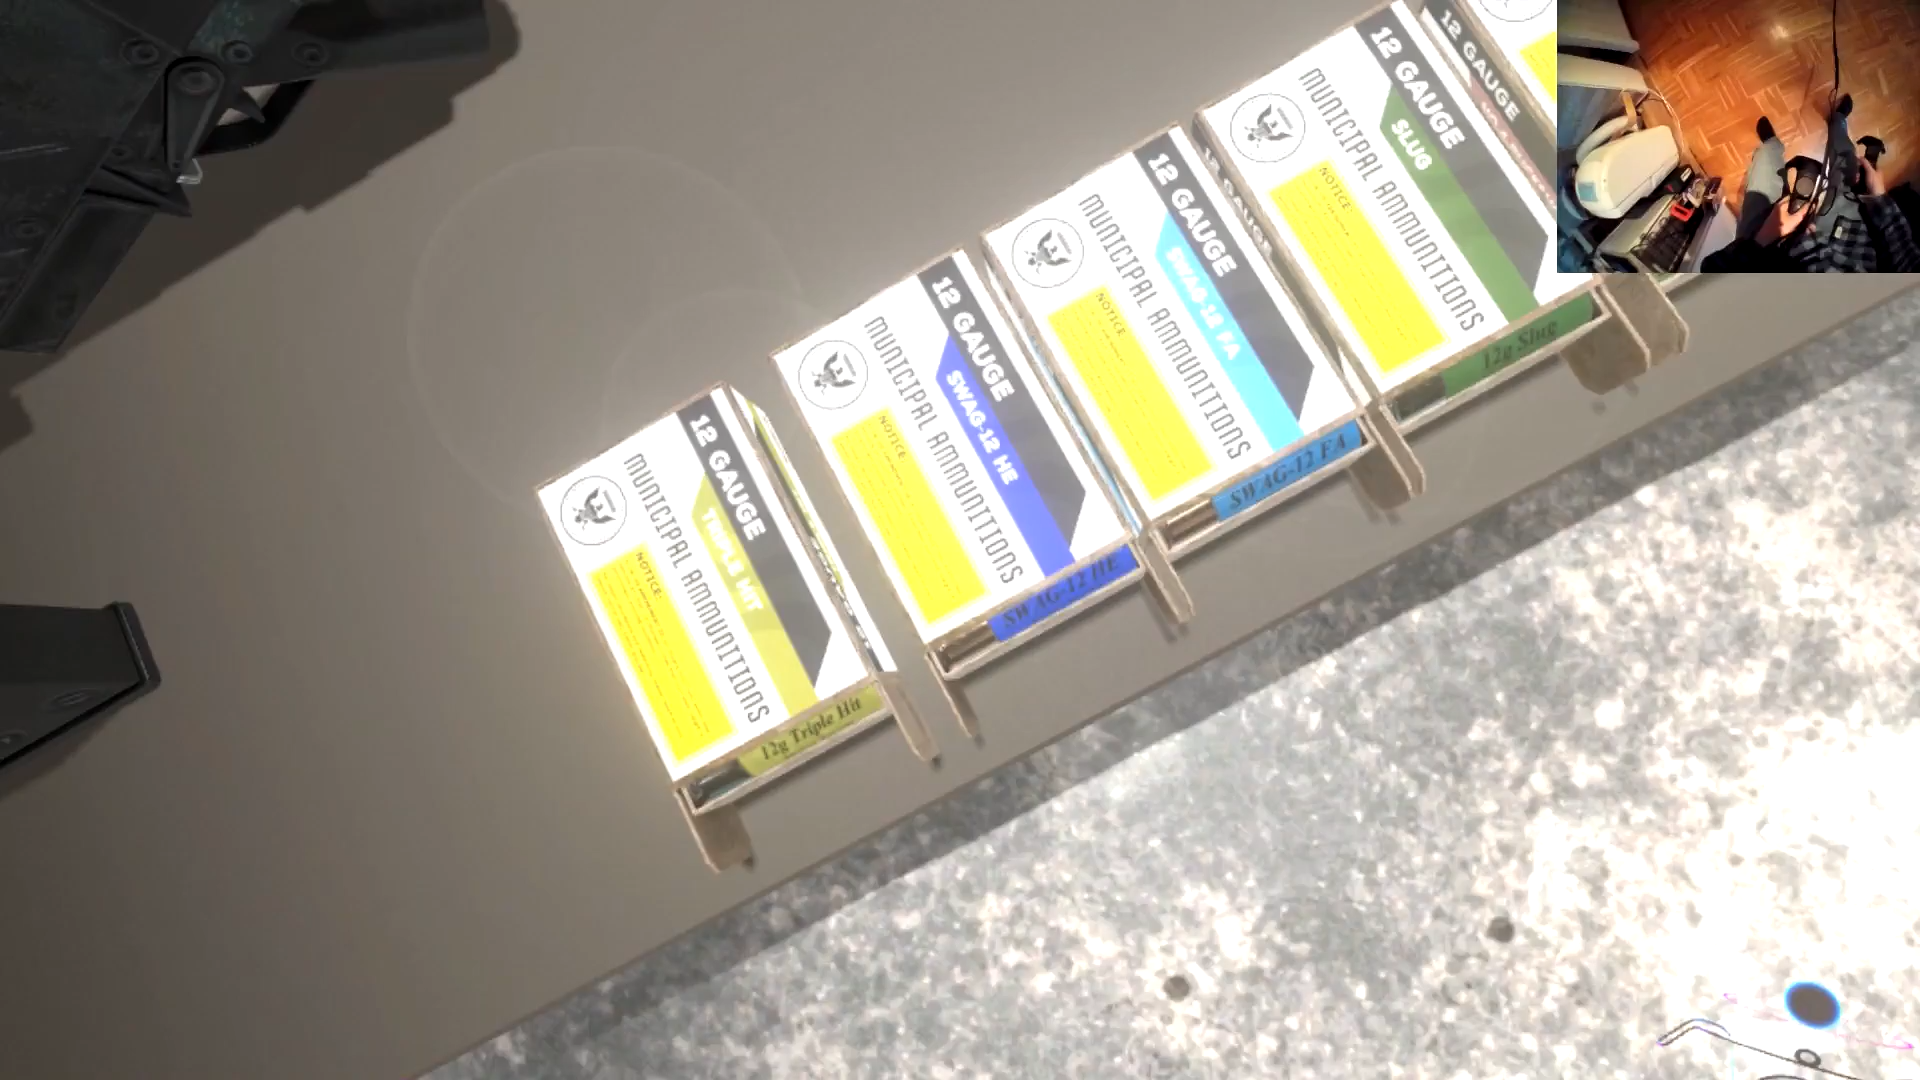 12 GAUGE
TRIPLE HIT
MUNICIPAL AMMUNITIONS
NOTICE:
12g Triple Hit
12 GAUGE
SWAG-12 HE
MUNICIPAL AMMUNITIONS
NOTICE:
SWAG-12 HE
12 GAUGE
SWAG-12 FA
MUNICIPAL AMMUNITIONS
NOTICE:
SWAG-12 FA
12 GAUGE
SLUG
MUNICIPAL AMMUNITIONS
NOTICE:
12g Slug
12 GAUGE
12 GAUGE